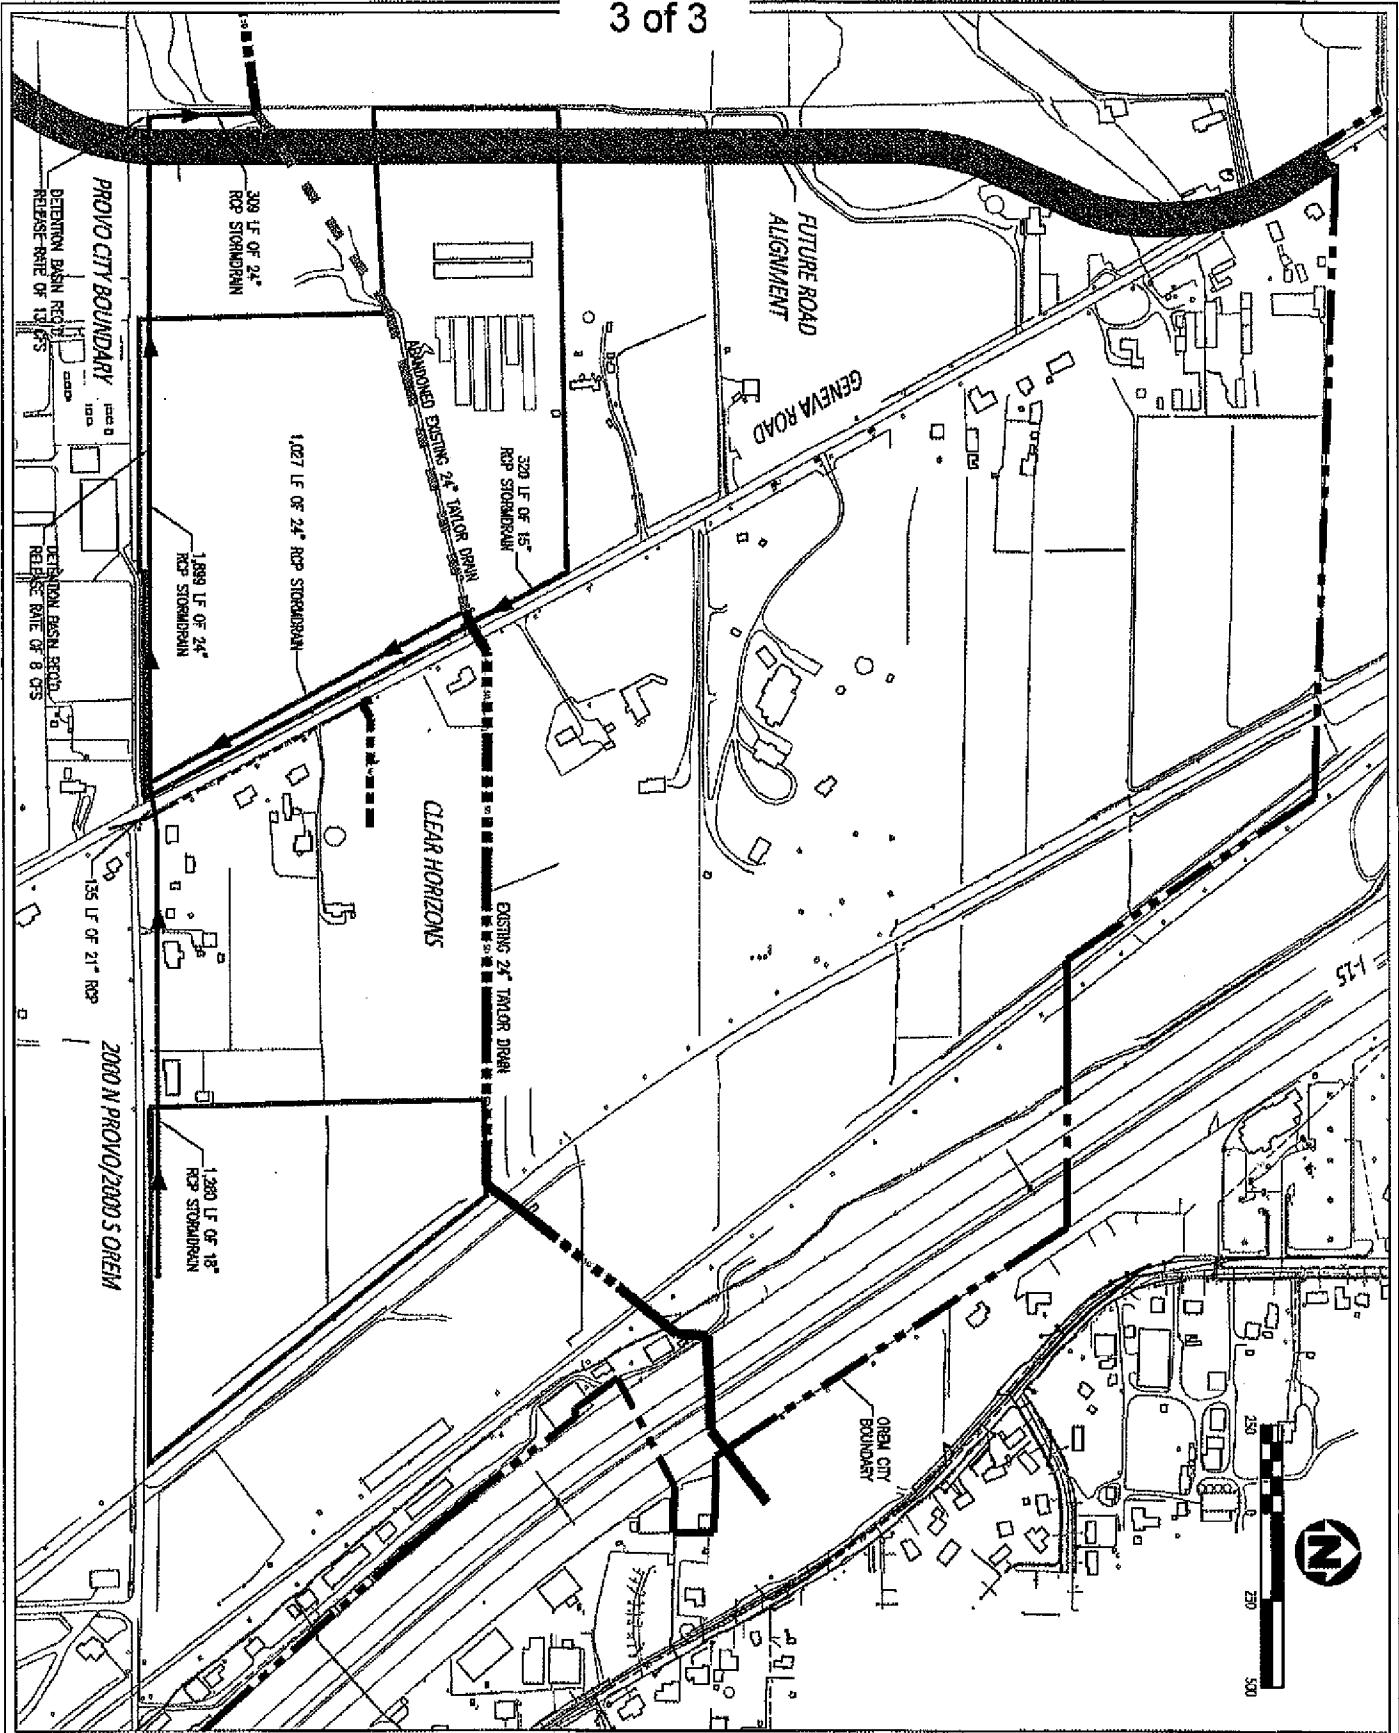 3 of 3
N
250
0
250
500
I-15
OREM CITY
BOUNDARY
FUTURE ROAD
ALIGNMENT
GENEVA ROAD
320 LF OF 15"
RCP STORMDRAIN
ABANDONED EXISTING 24" TAYLOR DRAIN
EXISTING 24" TAYLOR DRAIN
CLEAR HORIZONS
1,027 LF OF 24" RCP STORMDRAIN
309 LF OF 24"
RCP STORMDRAIN
1,899 LF OF 24"
RCP STORMDRAIN
1,280 LF OF 18"
RCP STORMDRAIN
135 LF OF 21" RCP
PROVO CITY BOUNDARY
2000 N PROVO/2000 S OREM
DETENTION BASIN REQ'D.
RELEASE RATE OF CFS
DETENTION BASIN REQ'D.
RELEASE RATE OF 8 CFS